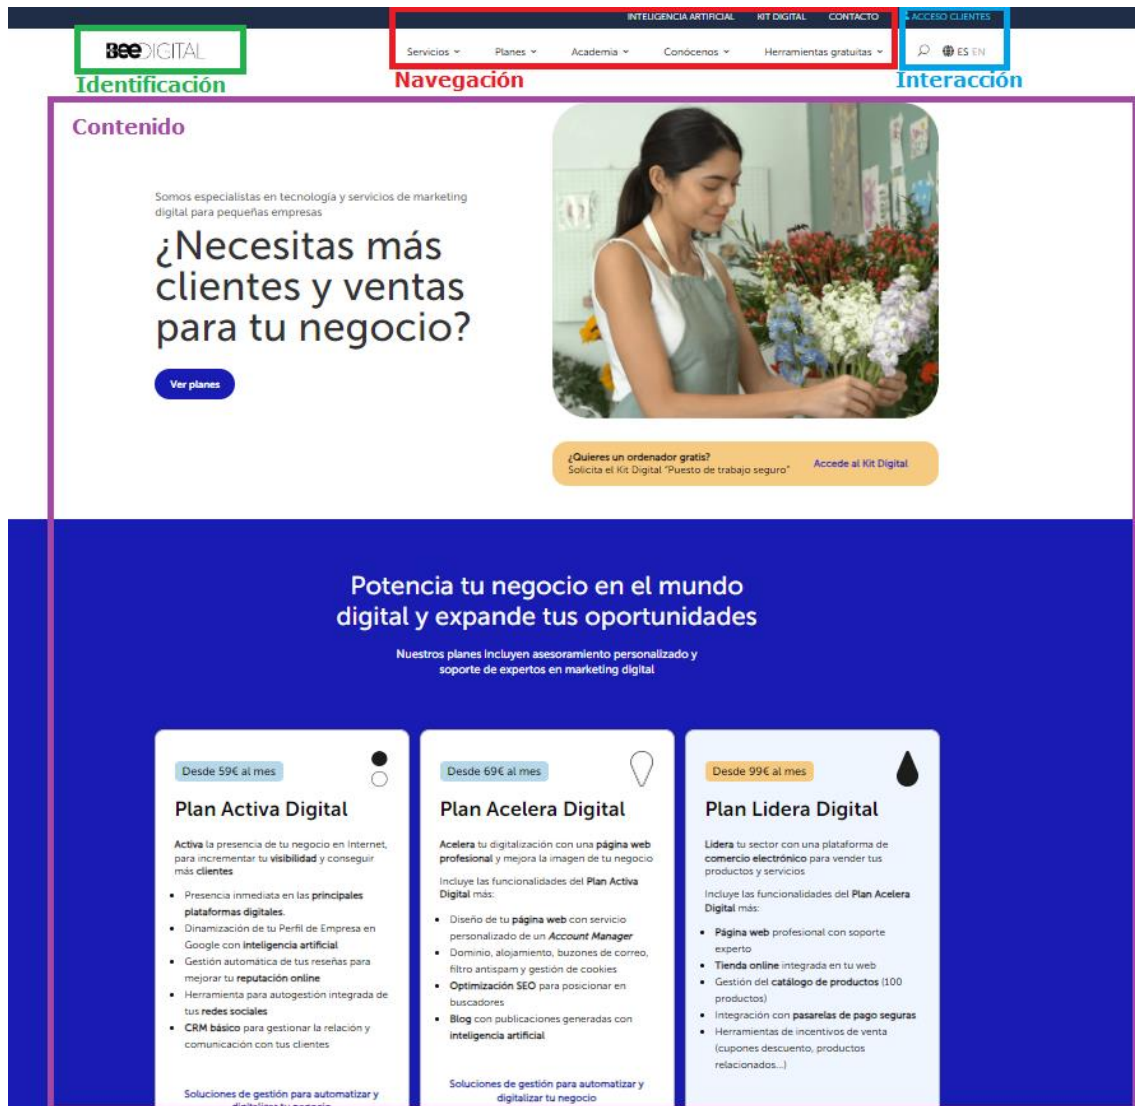 INTELIGENCIA ARTIFICIAL KIT DIGITAL CONTACTO ACCESO CLIENTES
BeeDIGITAL
Servicios Planes Academia Conócenos Herramientas gratuitas ES EN
Identificación
Navegación
Interacción
Contenido
Somos especialistas en tecnología y servicios de marketing
digital para pequeñas empresas
¿Necesitas más
clientes y ventas
para tu negocio?
Ver planes
¿Quieres un ordenador gratis?
Solicita el Kit Digital "Puesto de trabajo seguro"
Accede al Kit Digital
Potencia tu negocio en el mundo
digital y expande tus oportunidades
Nuestros planes incluyen asesoramiento personalizado y
soporte de expertos en marketing digital
Desde 59€ al mes
Plan Activa Digital
Activa la presencia de tu negocio en Internet,
para incrementar tu visibilidad y conseguir
más clientes
• Presencia inmediata en las principales
plataformas digitales.
• Dinamización de tu Perfil de Empresa en
Google con inteligencia artificial
• Gestión automática de tus reseñas para
mejorar tu reputación online
• Herramienta para autogestión integrada de
tus redes sociales
• CRM básico para gestionar la relación y
comunicación con tus clientes
Soluciones de gestión para automatizar y
digitalizar tu negocio
Desde 69€ al mes
Plan Acelera Digital
Acelera tu digitalización con una página web
profesional y mejora la imagen de tu negocio
Incluye las funcionalidades del Plan Activa
Digital más:
• Diseño de tu página web con servicio
personalizado de un Account Manager
• Dominio, alojamiento, buzones de correo,
filtro antispam y gestión de cookies
• Optimización SEO para posicionar en
buscadores
• Blog con publicaciones generadas con
inteligencia artificial
Soluciones de gestión para automatizar y
digitalizar tu negocio
Desde 99€ al mes
Plan Lidera Digital
Lidera tu sector con una plataforma de
comercio electrónico para vender tus
productos y servicios
Incluye las funcionalidades del Plan Acelera
Digital más:
• Página web profesional con soporte
experto
• Tienda online integrada en tu web
• Gestión del catálogo de productos (100
productos)
• Integración con pasarelas de pago seguras
• Herramientas de incentivos de venta
(cupones descuento, productos
relacionados...)